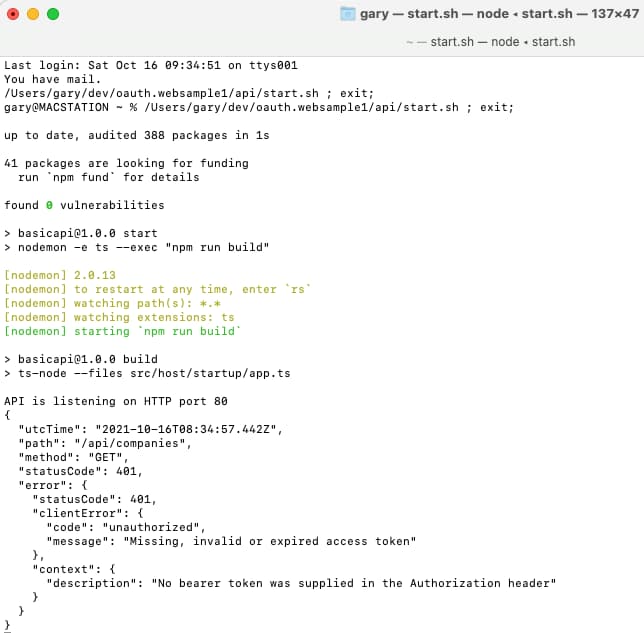 gary — start.sh — node ◂ start.sh — 137×47
~ — start.sh — node ◂ start.sh
Last login: Sat Oct 16 09:34:51 on ttys001
You have mail.
/Users/gary/dev/oauth.websample1/api/start.sh ; exit;
gary@MACSTATION ~ % /Users/gary/dev/oauth.websample1/api/start.sh ; exit;
up to date, audited 388 packages in 1s
41 packages are looking for funding
  run `npm fund` for details
found 0 vulnerabilities
> basicapi@1.0.0 start
> nodemon -e ts --exec "npm run build"
[nodemon] 2.0.13
[nodemon] to restart at any time, enter `rs`
[nodemon] watching path(s): *.*
[nodemon] watching extensions: ts
[nodemon] starting `npm run build`
> basicapi@1.0.0 build
> ts-node --files src/host/startup/app.ts
API is listening on HTTP port 80
{
  "utcTime": "2021-10-16T08:34:57.442Z",
  "path": "/api/companies",
  "method": "GET",
  "statusCode": 401,
  "error": {
    "statusCode": 401,
    "clientError": {
      "code": "unauthorized",
      "message": "Missing, invalid or expired access token"
    },
    "context": {
      "description": "No bearer token was supplied in the Authorization header"
    }
  }
}